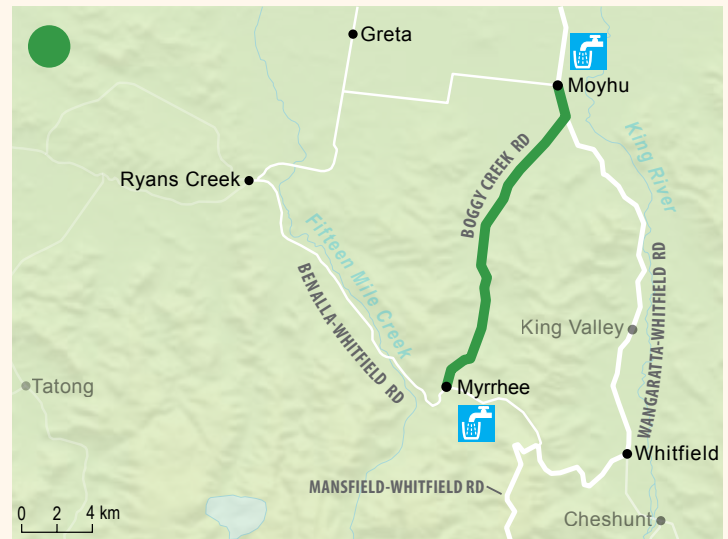 Greta
Moyhu
BOGGY CREEK RD
King River
Ryans Creek
Fifteen Mile Creek
BENALLA-WHITFIELD RD
WANGARATTA-WHITFIELD RD
King Valley
Tatong
Myrrhee
Whitfield
MANSFIELD-WHITFIELD RD
0 2 4 km
Cheshunt